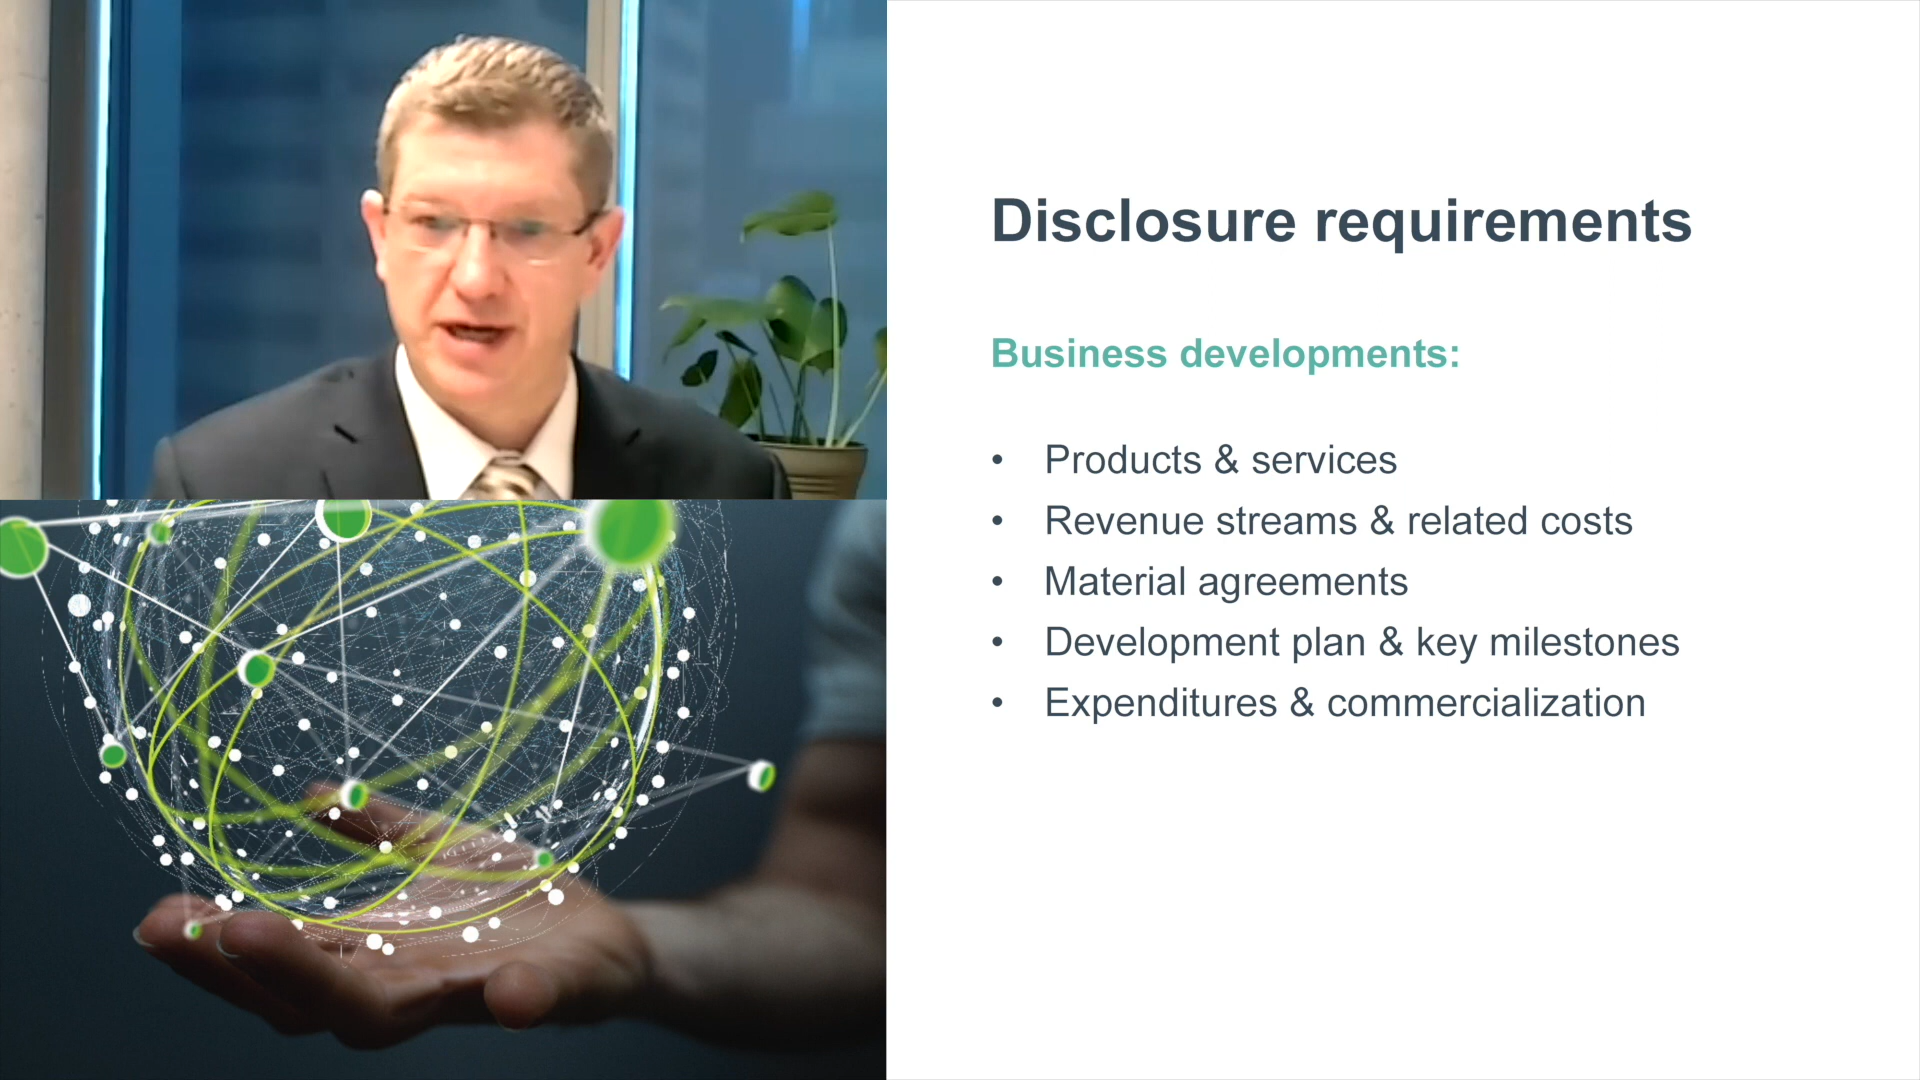 Disclosure requirements
Business developments:
• Products & services
• Revenue streams & related costs
• Material agreements
• Development plan & key milestones
• Expenditures & commercialization